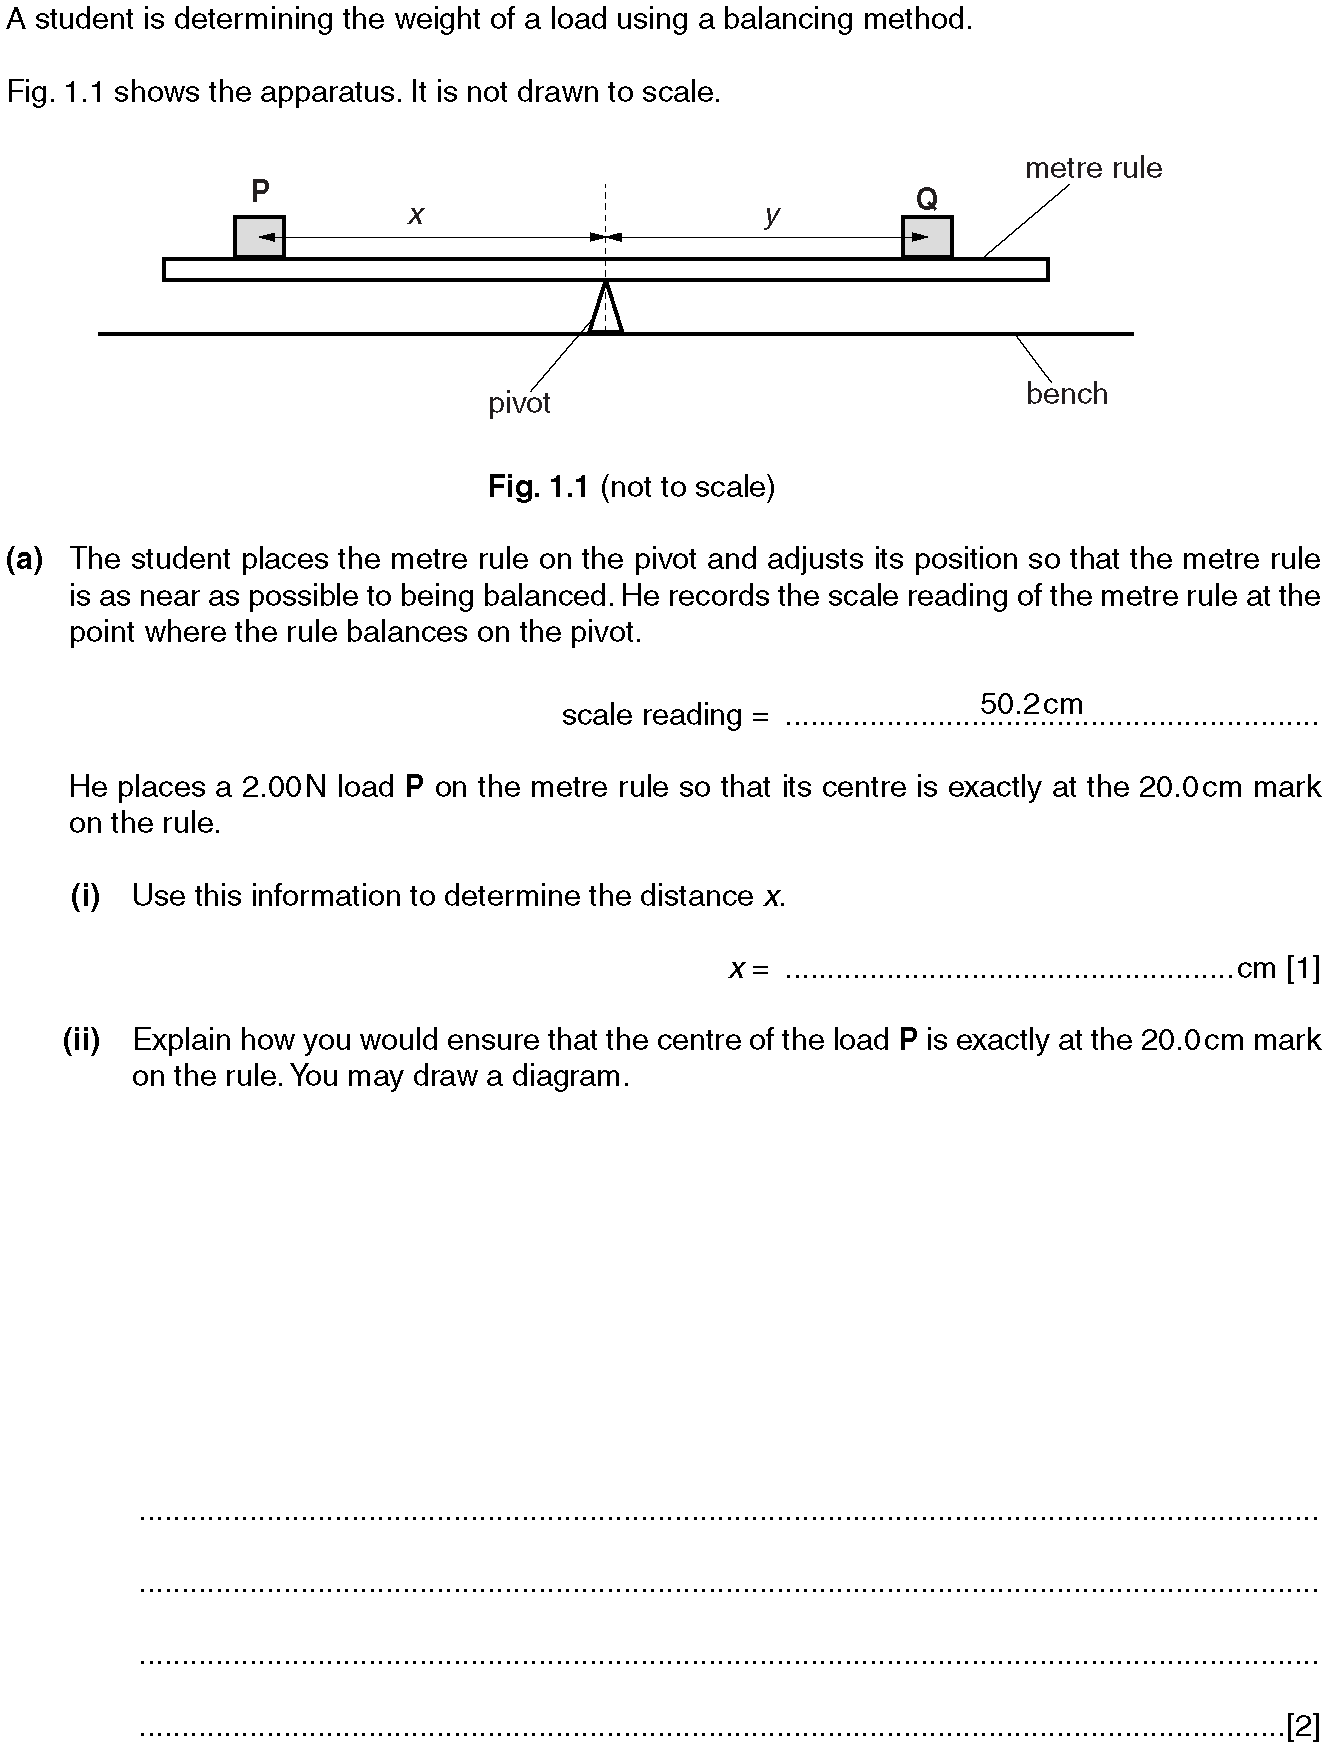 A student is determining the weight of a load using a balancing method.
Fig. 1.1 shows the apparatus. It is not drawn to scale.
metre rule
P
x
y
Q
pivot
bench
Fig. 1.1 (not to scale)
(a) The student places the metre rule on the pivot and adjusts its position so that the metre rule
is as near as possible to being balanced. He records the scale reading of the metre rule at the
point where the rule balances on the pivot.
scale reading = ............................50.2 cm............................
He places a 2.00 N load P on the metre rule so that its centre is exactly at the 20.0 cm mark
on the rule.
(i) Use this information to determine the distance x.
x = .....................................................cm [1]
(ii) Explain how you would ensure that the centre of the load P is exactly at the 20.0 cm mark
on the rule. You may draw a diagram.
..........................................................................................................................................
..........................................................................................................................................
..........................................................................................................................................
......................................................................................................................................[2]